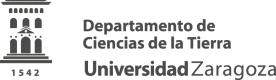 Departamento de
Ciencias de la Tierra
1542
Universidad Zaragoza